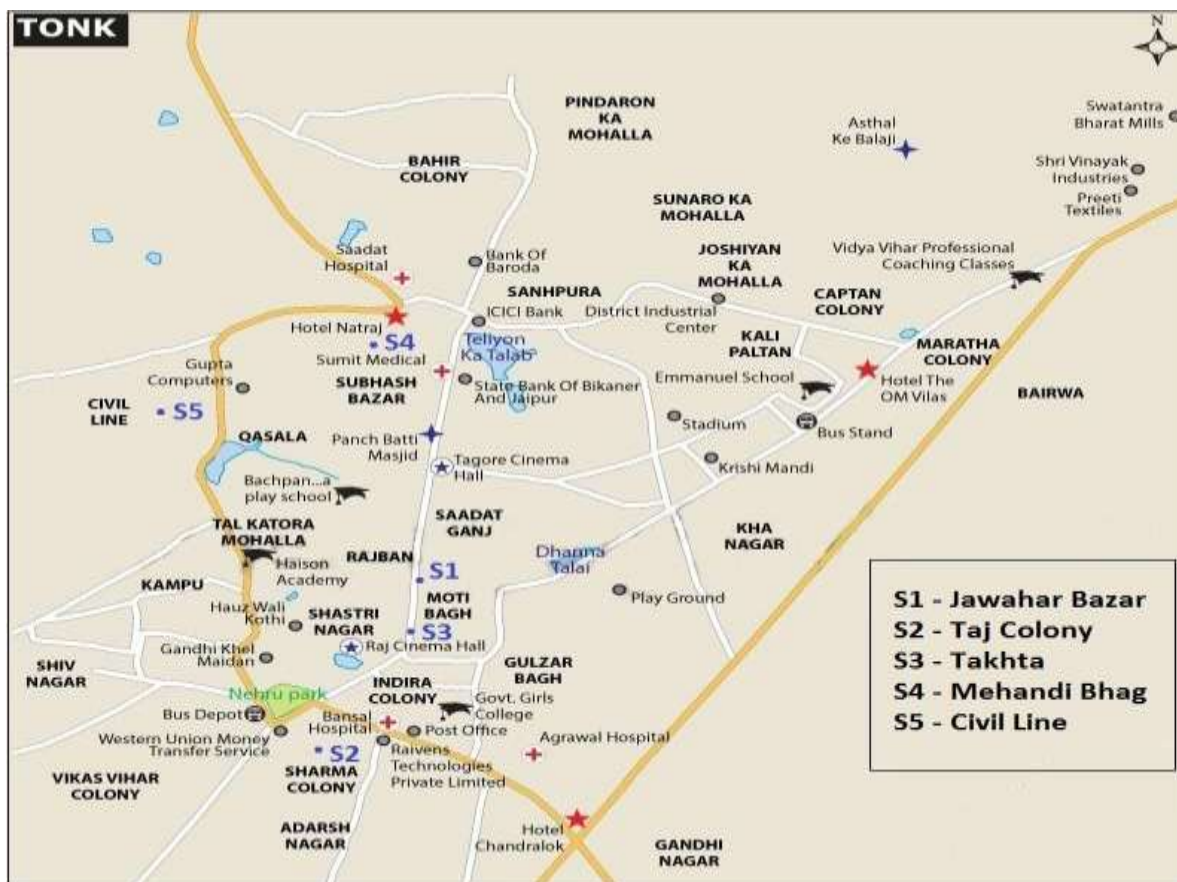 TONK
N
PINDARON
KA
MOHALLA
Swatantra
Bharat Mills
Asthal
Ke Balaji
BAHIR
COLONY
Shri Vinayak
Industries
Preeti
Textiles
SUNARO KA
MOHALLA
Saadat
Hospital
Bank Of
Baroda
JOSHIYAN
KA
MOHALLA
Vidya Vihar Professional
Coaching Classes
SANHPURA
CAPTAN
COLONY
ICICI Bank
District Industrial
Center
Hotel Natraj
S4
Sumit Medical
Teliyon
Ka Talab
KALI
PALTAN
MARATHA
COLONY
Gupta
Computers
SUBHASH
BAZAR
State Bank Of Bikaner
And Jaipur
Emmanuel School
Hotel The
OM Vilas
BAIRWA
CIVIL
LINE
S5
Stadium
Bus Stand
QASALA
Panch Batti
Masjid
Tagore Cinema
Hall
Krishi Mandi
Bachpan...a
play school
TAL KATORA
MOHALLA
SAADAT
GANJ
KHA
NAGAR
RAJBAN
Dhanna
Talai
Haison
Academy
KAMPU
S1
MOTI
BAGH
Play Ground
Hauz Wali
Kothi
SHASTRI
NAGAR
S3
Raj Cinema Hall
Gandhi Khel
Maidan
SHIV
NAGAR
GULZAR
BAGH
INDIRA
COLONY
Nehru park
Govt. Girls
College
Bus Depot
Bansal
Hospital
Post Office
Agrawal Hospital
Western Union Money
Transfer Service
S2
Raivens
Technologies
Private Limited
SHARMA
COLONY
VIKAS VIHAR
COLONY
ADARSH
NAGAR
Hotel
Chandralok
GANDHI
NAGAR
S1 - Jawahar Bazar
S2 - Taj Colony
S3 - Takhta
S4 - Mehandi Bhag
S5 - Civil Line